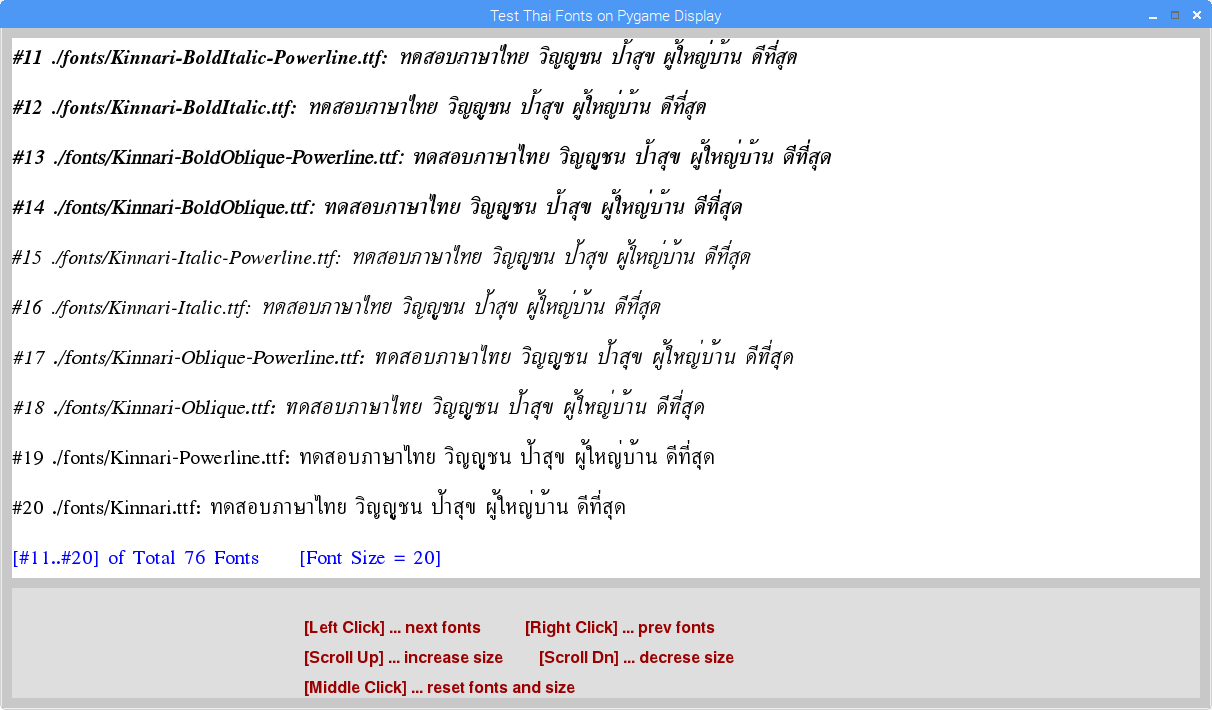 Test Thai Fonts on Pygame Display
#11 ./fonts/Kinnari-BoldItalic-Powerline.ttf: ทดสอบภาษาไทย วิญญูชน ป้าสุข ผู้ใหญ่บ้าน ดีที่สุด
#12 ./fonts/Kinnari-BoldItalic.ttf: ทดสอบภาษาไทย วิญญูชน ป้าสุข ผู้ใหญ่บ้าน ดีที่สุด
#13 ./fonts/Kinnari-BoldOblique-Powerline.ttf: ทดสอบภาษาไทย วิญญูชน ป้าสุข ผู้ใหญ่บ้าน ดีที่สุด
#14 ./fonts/Kinnari-BoldOblique.ttf: ทดสอบภาษาไทย วิญญูชน ป้าสุข ผู้ใหญ่บ้าน ดีที่สุด
#15 ./fonts/Kinnari-Italic-Powerline.ttf: ทดสอบภาษาไทย วิญญูชน ป้าสุข ผู้ใหญ่บ้าน ดีที่สุด
#16 ./fonts/Kinnari-Italic.ttf: ทดสอบภาษาไทย วิญญูชน ป้าสุข ผู้ใหญ่บ้าน ดีที่สุด
#17 ./fonts/Kinnari-Oblique-Powerline.ttf: ทดสอบภาษาไทย วิญญูชน ป้าสุข ผู้ใหญ่บ้าน ดีที่สุด
#18 ./fonts/Kinnari-Oblique.ttf: ทดสอบภาษาไทย วิญญูชน ป้าสุข ผู้ใหญ่บ้าน ดีที่สุด
#19 ./fonts/Kinnari-Powerline.ttf: ทดสอบภาษาไทย วิญญูชน ป้าสุข ผู้ใหญ่บ้าน ดีที่สุด
#20 ./fonts/Kinnari.ttf: ทดสอบภาษาไทย วิญญูชน ป้าสุข ผู้ใหญ่บ้าน ดีที่สุด
[#11..#20] of Total 76 Fonts [Font Size = 20]
[Left Click] ... next fonts [Right Click] ... prev fonts
[Scroll Up] ... increase size [Scroll Dn] ... decrese size
[Middle Click] ... reset fonts and size